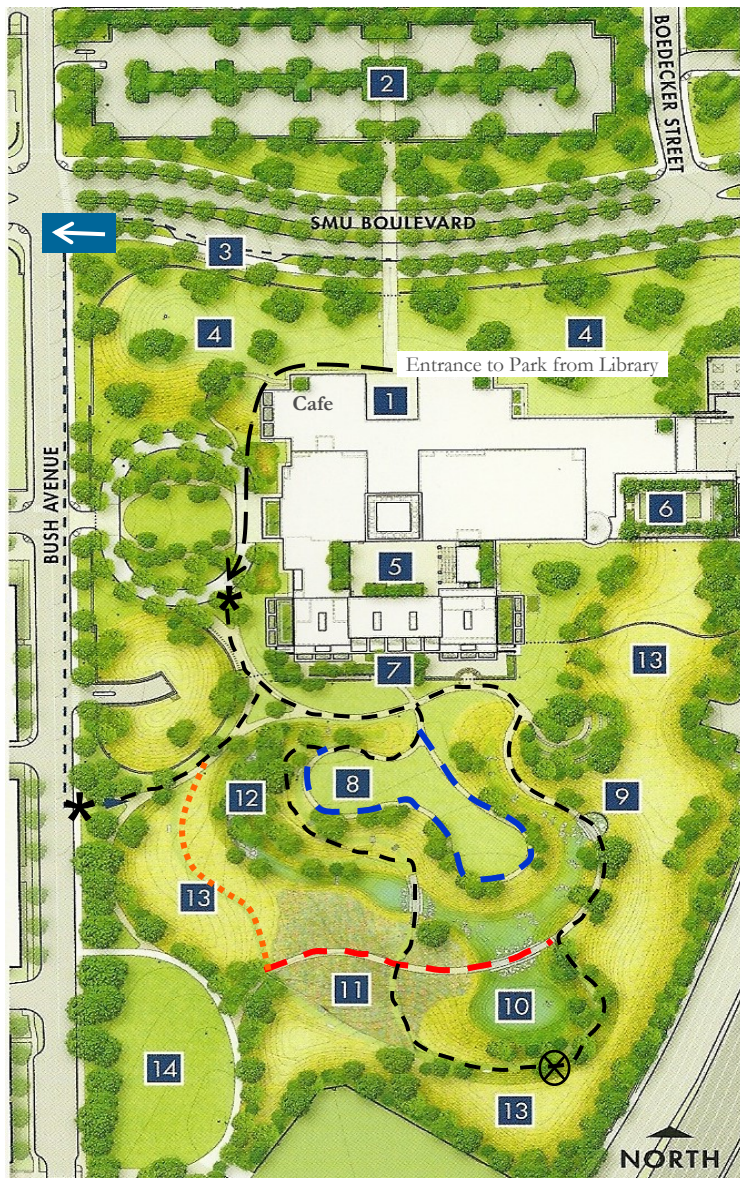 2
BOEDECKER STREET
SMU BOULEVARD
3
4
4
Entrance to Park from Library
Cafe
1
BUSH AVENUE
6
5
7
13
8
12
9
13
11
10
14
13
NORTH